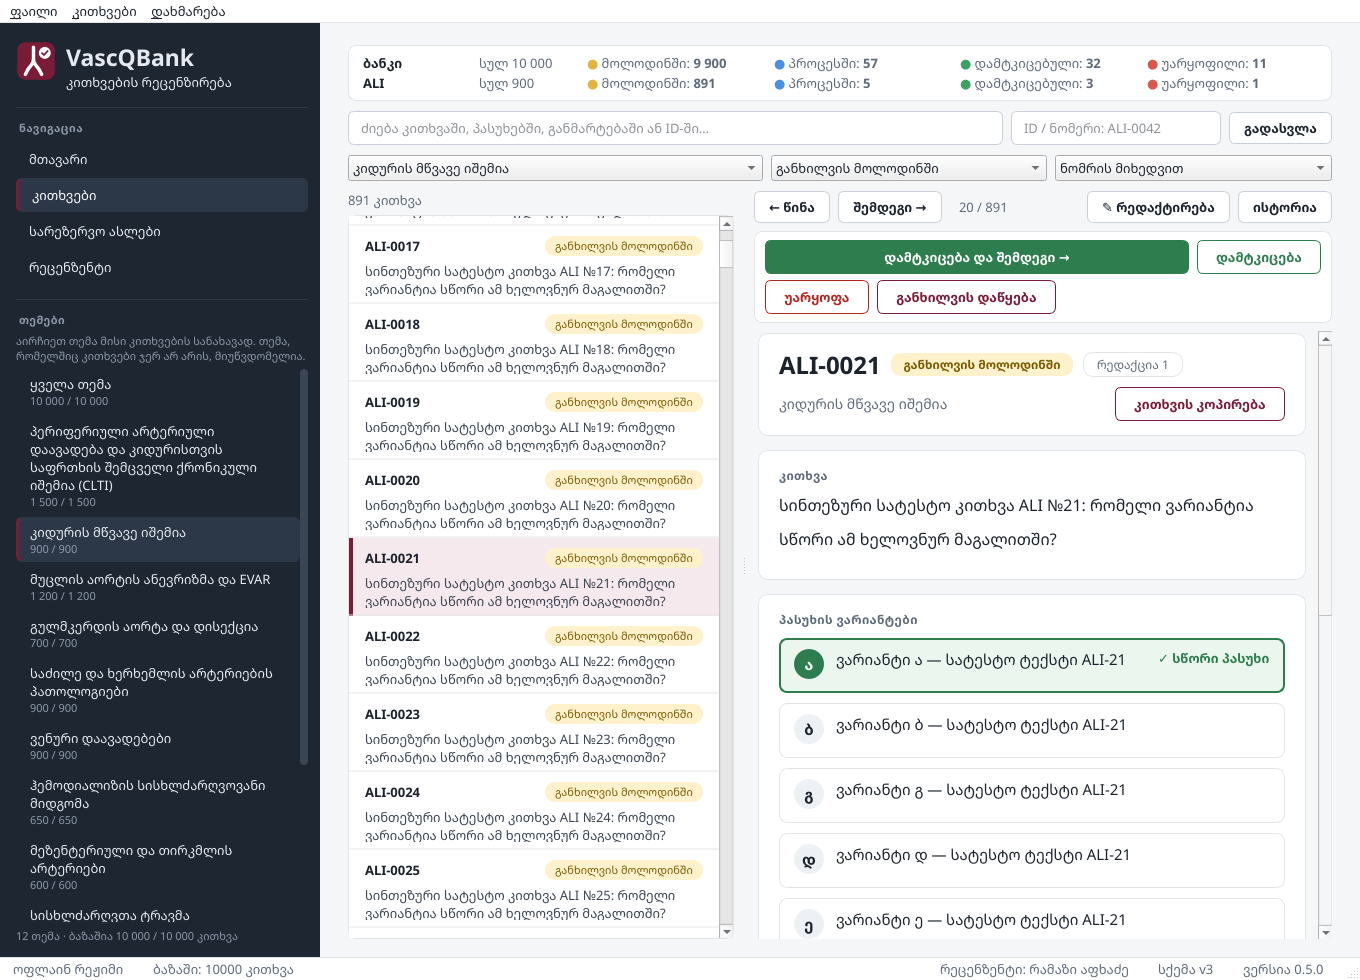 ფაილი კითხვები დახმარება
VascQBank
კითხვების რეცენზირება
ნავიგაცია
მთავარი
კითხვები
სარეზერვო ასლები
რეცენზენტი
თემები
აირჩიეთ თემა მისი კითხვების სანახავად. თემა,
რომელშიც კითხვები ჯერ არ არის, მიუწვდომელია.
ყველა თემა
10 000 / 10 000
პერიფერიული არტერიული
დაავადება და კიდურისთვის
საფრთხის შემცველი ქრონიკული
იშემია (CLTI)
1 500 / 1 500
კიდურის მწვავე იშემია
900 / 900
მუცლის აორტის ანევრიზმა და EVAR
1 200 / 1 200
გულმკერდის აორტა და დისექცია
700 / 700
საძილე და ხერხემლის არტერიების
პათოლოგიები
900 / 900
ვენური დაავადებები
900 / 900
ჰემოდიალიზის სისხლძარღვოვანი
მიდგომა
650 / 650
მეზენტერიული და თირკმლის
არტერიები
600 / 600
სისხლძარღვთა ტრავმა
12 თემა · ბაზაშია 10 000 / 10 000 კითხვა
ბანკი სულ 10 000 მოლოდინში: 9 900 პროცესში: 57 დამტკიცებული: 32 უარყოფილი: 11
ALI სულ 900 მოლოდინში: 891 პროცესში: 5 დამტკიცებული: 3 უარყოფილი: 1
ძიება კითხვაში, პასუხებში, განმარტებაში ან ID-ში…
ID / ნომერი: ALI-0042
გადასვლა
კიდურის მწვავე იშემია
განხილვის მოლოდინში
ნომრის მიხედვით
891 კითხვა
ALI-0017 განხილვის მოლოდინში
სინთეზური სატესტო კითხვა ALI №17: რომელი
ვარიანტია სწორი ამ ხელოვნურ მაგალითში?
ALI-0018 განხილვის მოლოდინში
სინთეზური სატესტო კითხვა ALI №18: რომელი
ვარიანტია სწორი ამ ხელოვნურ მაგალითში?
ALI-0019 განხილვის მოლოდინში
სინთეზური სატესტო კითხვა ALI №19: რომელი
ვარიანტია სწორი ამ ხელოვნურ მაგალითში?
ALI-0020 განხილვის მოლოდინში
სინთეზური სატესტო კითხვა ALI №20: რომელი
ვარიანტია სწორი ამ ხელოვნურ მაგალითში?
ALI-0021 განხილვის მოლოდინში
სინთეზური სატესტო კითხვა ALI №21: რომელი
ვარიანტია სწორი ამ ხელოვნურ მაგალითში?
ALI-0022 განხილვის მოლოდინში
სინთეზური სატესტო კითხვა ALI №22: რომელი
ვარიანტია სწორი ამ ხელოვნურ მაგალითში?
ALI-0023 განხილვის მოლოდინში
სინთეზური სატესტო კითხვა ALI №23: რომელი
ვარიანტია სწორი ამ ხელოვნურ მაგალითში?
ALI-0024 განხილვის მოლოდინში
სინთეზური სატესტო კითხვა ALI №24: რომელი
ვარიანტია სწორი ამ ხელოვნურ მაგალითში?
ALI-0025 განხილვის მოლოდინში
სინთეზური სატესტო კითხვა ALI №25: რომელი
ვარიანტია სწორი ამ ხელოვნურ მაგალითში?
← წინა შემდეგი → 20 / 891 ✎ რედაქტირება ისტორია
დამტკიცება და შემდეგი → დამტკიცება
უარყოფა განხილვის დაწყება
ALI-0021 განხილვის მოლოდინში რედაქცია 1
კიდურის მწვავე იშემია კითხვის კოპირება
კითხვა
სინთეზური სატესტო კითხვა ALI №21: რომელი ვარიანტია
სწორი ამ ხელოვნურ მაგალითში?
პასუხის ვარიანტები
ა ვარიანტი ა — სატესტო ტექსტი ALI-21 ✓ სწორი პასუხი
ბ ვარიანტი ბ — სატესტო ტექსტი ALI-21
გ ვარიანტი გ — სატესტო ტექსტი ALI-21
დ ვარიანტი დ — სატესტო ტექსტი ALI-21
ე ვარიანტი ე — სატესტო ტექსტი ALI-21
ოფლაინ რეჟიმი ბაზაში: 10000 კითხვა რეცენზენტი: რამაზი აფხაძე სქემა v3 ვერსია 0.5.0